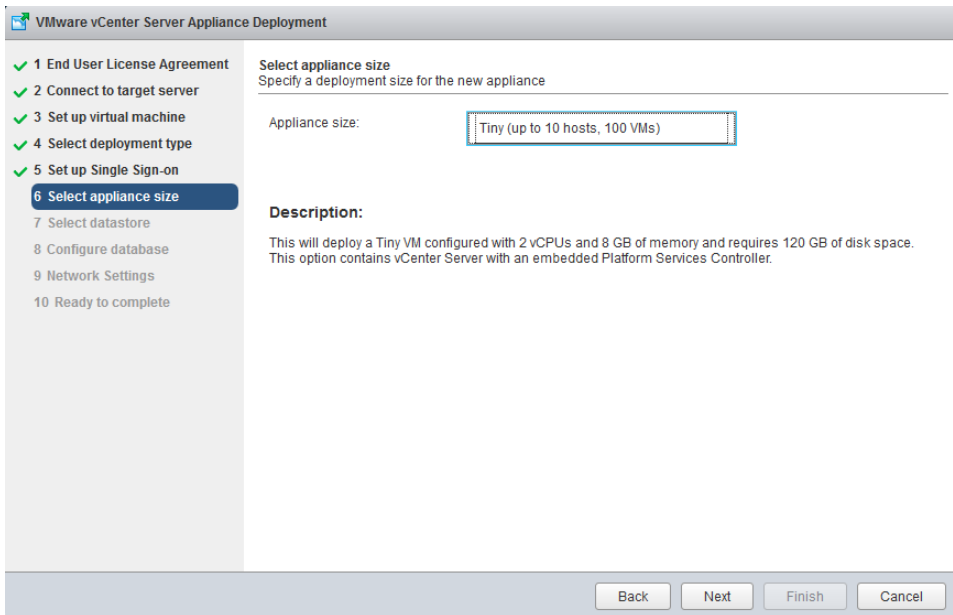 VMware vCenter Server Appliance Deployment
1 End User License Agreement
2 Connect to target server
3 Set up virtual machine
4 Select deployment type
5 Set up Single Sign-on
6 Select appliance size
7 Select datastore
8 Configure database
9 Network Settings
10 Ready to complete
Select appliance size
Specify a deployment size for the new appliance
Appliance size:
Tiny (up to 10 hosts, 100 VMs)
Description:
This will deploy a Tiny VM configured with 2 vCPUs and 8 GB of memory and requires 120 GB of disk space.
This option contains vCenter Server with an embedded Platform Services Controller.
Back
Next
Finish
Cancel